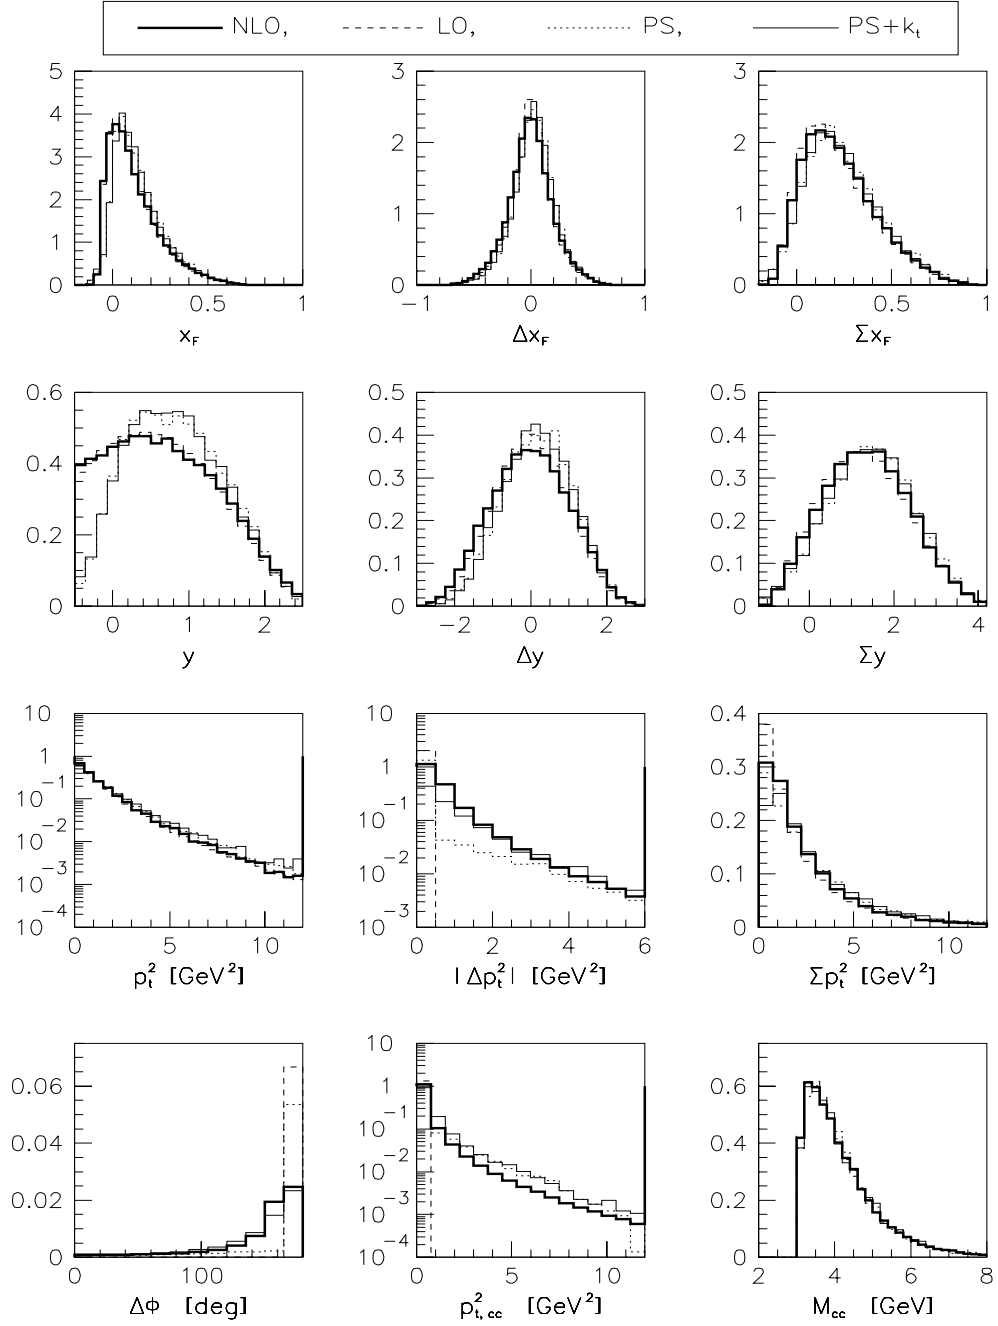 NLO, LO, PS, PS+k_t
5 4 3 2 1 0
0 0.5 1
x_F
3 2 1 0
−1 0 1
Δx_F
3 2 1 0
0 0.5 1
Σx_F
0.6 0.4 0.2 0
0 2
y
0.5 0.4 0.3 0.2 0.1 0
−2 0 2
Δy
0.5 0.4 0.3 0.2 0.1 0
0 2 4
Σy
10 1 10^−1 10^−2 10^−3 10^−4
0 5 10
p_t^2 [GeV^2]
10 1 10^−1 10^−2 10^−3
0 2 4 6
|Δp_t^2| [GeV^2]
0.4 0.3 0.2 0.1 0
0 5 10
Σp_t^2 [GeV^2]
0.06 0.04 0.02 0
100
Δφ [deg]
10 1 10^−1 10^−2 10^−3 10^−4
0 5 10
p_t,cc^2 [GeV^2]
0.6 0.4 0.2 0
2 4 6 8
M_cc [GeV]